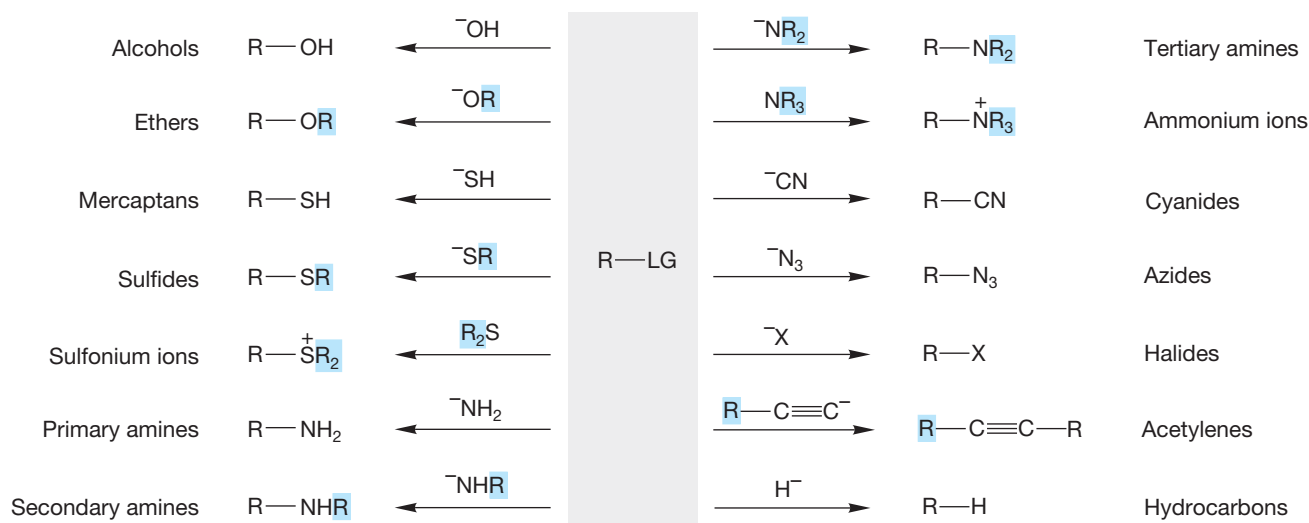 ⁻OH
Alcohols R—OH
⁻OR
Ethers R—OR
⁻SH
Mercaptans R—SH
⁻SR
Sulfides R—SR
R₂S
Sulfonium ions R—S⁺R₂
⁻NH₂
Primary amines R—NH₂
⁻NHR
Secondary amines R—NHR
R—LG
⁻NR₂
R—NR₂ Tertiary amines
NR₃
R—N⁺R₃ Ammonium ions
⁻CN
R—CN Cyanides
⁻N₃
R—N₃ Azides
⁻X
R—X Halides
R—C≡C⁻
R—C≡C—R Acetylenes
H⁻
R—H Hydrocarbons